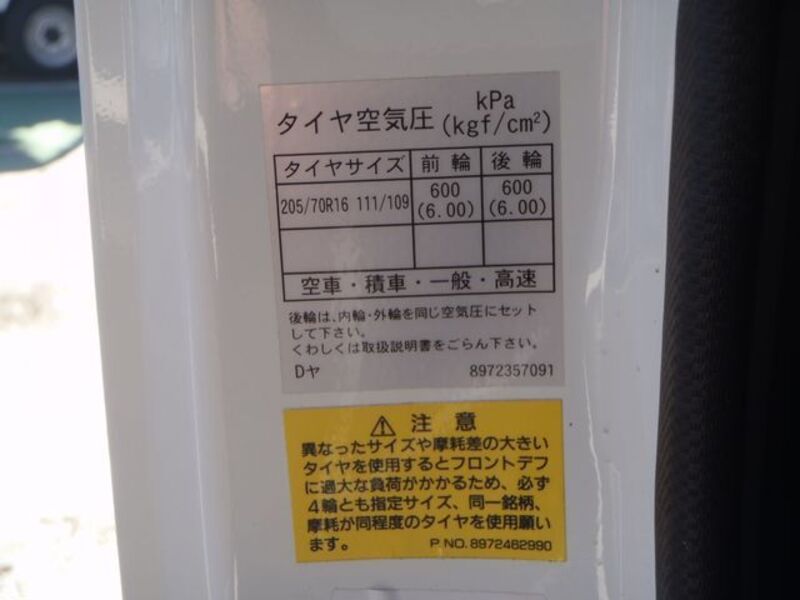 タイヤ空気圧 kPa
(kgf/cm²)
タイヤサイズ 前輪 後輪
205/70R16 111/109 600 600
(6.00) (6.00)
空車・積車・一般・高速
後輪は、内輪・外輪を同じ空気圧にセット
して下さい。
くわしくは取扱説明書をごらん下さい。
Dヤ 8972357091
⚠ 注意
異なったサイズや摩耗差の大きい
タイヤを使用するとフロントデフ
に過大な負荷がかかるため、必ず
4輪とも指定サイズ、同一銘柄、
摩耗が同程度のタイヤを使用願い
ます。 P.NO.8972462990